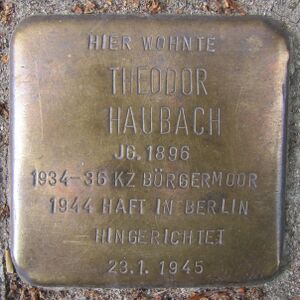 HIER WOHNTE
THEODOR
HAUBACH
JG. 1896
1934-36 KZ BÖRGERMOOR
1944 HAFT IN BERLIN
HINGERICHTET
23.1. 1945